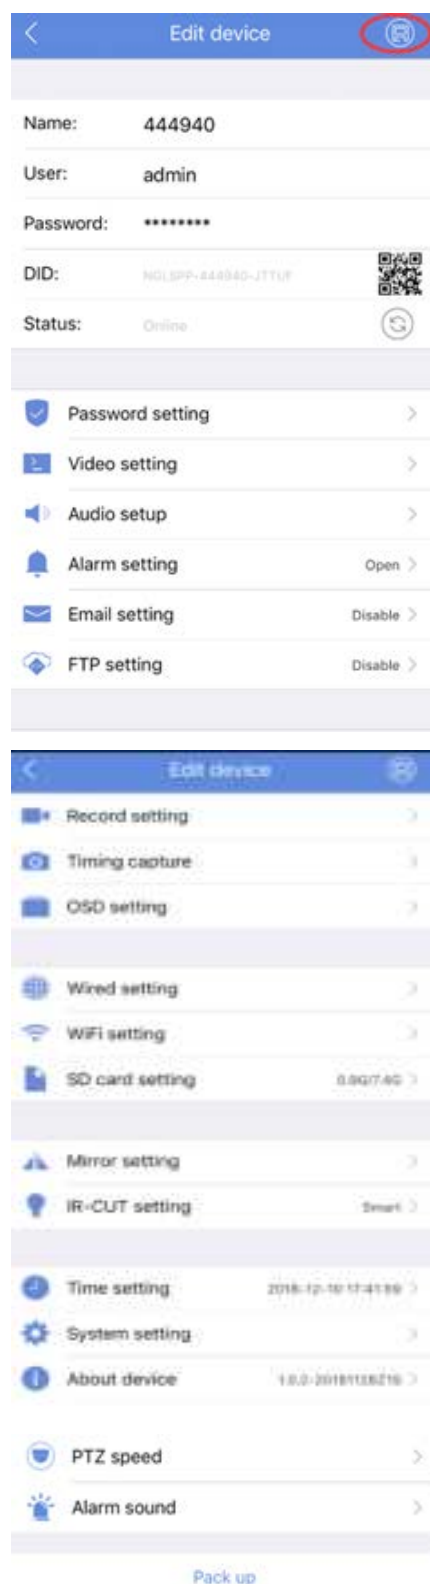 Edit device
Name: 444940
User: admin
Password: ********
DID:
Status: Online
Password setting
Video setting
Audio setup
Alarm setting Open
Email setting Disable
FTP setting Disable
Edit device
Record setting
Timing capture
OSD setting
Wired setting
WiFi setting
SD card setting
Mirror setting
IR-CUT setting Smart
Time setting
System setting
About device
PTZ speed
Alarm sound
Pack up